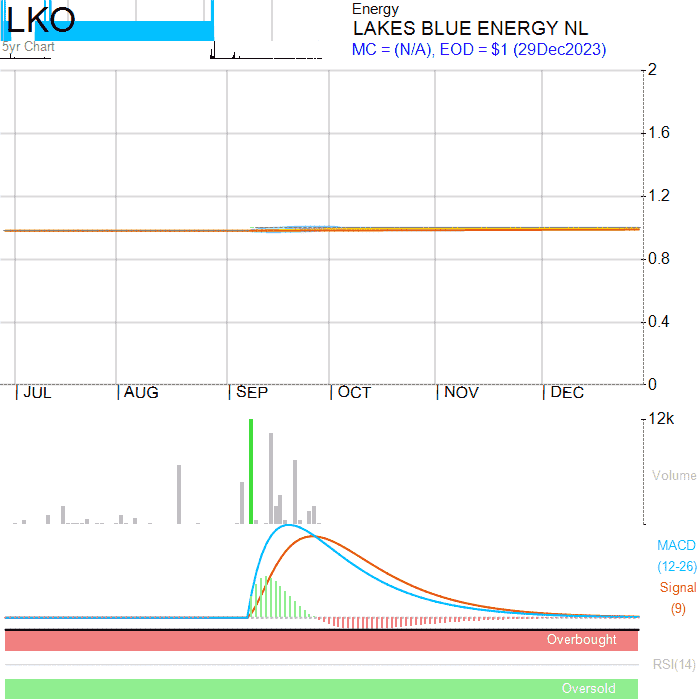 LKO
5yr Chart
Energy
LAKES BLUE ENERGY NL
MC = (N/A), EOD = $1 (29Dec2023)
2
1.6
1.2
0.8
0.4
0
JUL AUG SEP OCT NOV DEC
12k
Volume
MACD
(12-26)
Signal
(9)
Overbought
RSI(14)
Oversold